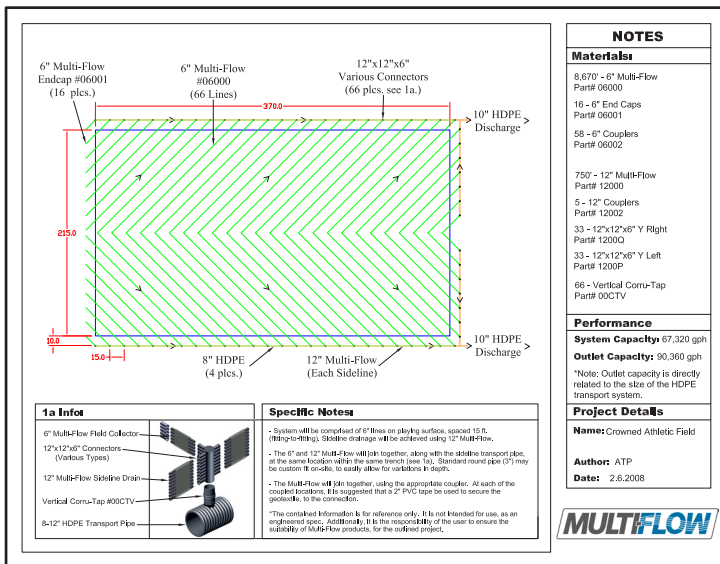 6" Multi-Flow
Endcap #06001
(16 plcs.)
6" Multi-Flow
#06000
(66 Lines)
12"x12"x6"
Various Connectors
(66 plcs. see 1a.)
370.0
10" HDPE
Discharge
215.0
10.0
15.0
8" HDPE
(4 plcs.)
12" Multi-Flow
(Each Sideline)
10" HDPE
Discharge
1a Info:
6" Multi-Flow Field Collector
12"x12"x6" Connectors
(Various Types)
12" Multi-Flow Sideline Drain
Vertical Corru-Tap #00CTV
8-12" HDPE Transport Pipe
Specific Notes:
- System will be comprised of 6" lines on playing surface, spaced 15 ft.
(fitting-to-fitting). Sideline drainage will be achieved using 12" Multi-Flow.
- The 6" and 12" Multi-Flow will join together, along with the sideline transport pipe,
at the same location within the same trench (see 1a). Standard round pipe (3") may
be custom fit on-site, to easily allow for variations in depth.
- The Multi-Flow will join together, using the appropriate coupler. At each of the
coupled locations, it is suggested that a 2" PVC tape be used to secure the
geotextile, to the connection.
*The contained information is for reference only. It is not intended for use, as an
engineered spec. Additionally, it is the responsibility of the user to ensure the
suitability of Multi-Flow products, for the outlined project.
NOTES
Materials:
8,670' - 6" Multi-Flow
Part# 06000
16 - 6" End Caps
Part# 06001
58 - 6" Couplers
Part# 06002
750' - 12" Multi-Flow
Part# 12000
5 - 12" Couplers
Part# 12002
33 - 12"x12"x6" Y Right
Part# 1200Q
33 - 12"x12"x6" Y Left
Part# 1200P
66 - Vertical Corru-Tap
Part# 00CTV
Performance
System Capacity: 67,320 gph
Outlet Capacity: 90,360 gph
*Note: Outlet capacity is directly
related to the size of the HDPE
transport system.
Project Details
Name: Crowned Athletic Field
Author: ATP
Date: 2.6.2008
MULTI-FLOW